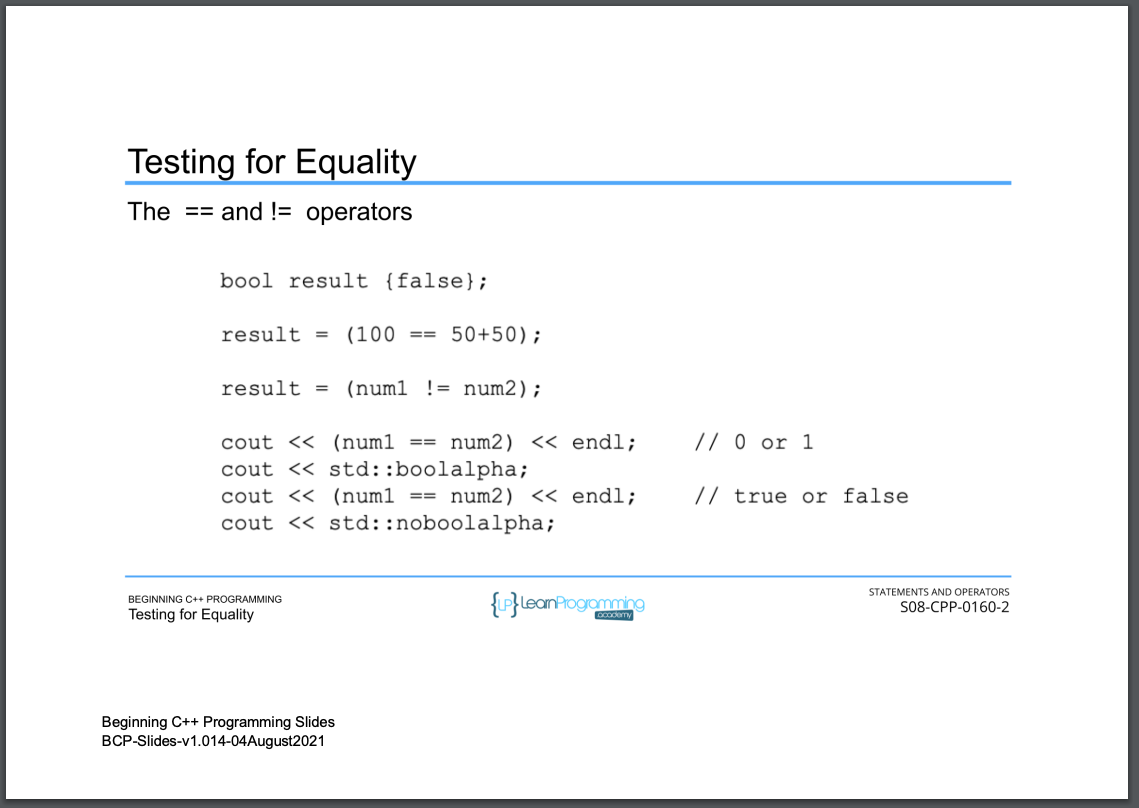 Testing for Equality
The == and != operators
bool result {false};
result = (100 == 50+50);
result = (num1 != num2);
cout << (num1 == num2) << endl; // 0 or 1
cout << std::boolalpha;
cout << (num1 == num2) << endl; // true or false
cout << std::noboolalpha;
BEGINNING C++ PROGRAMMING
Testing for Equality
{LP} LearnProgramming
academy
STATEMENTS AND OPERATORS
S08-CPP-0160-2
Beginning C++ Programming Slides
BCP-Slides-v1.014-04August2021